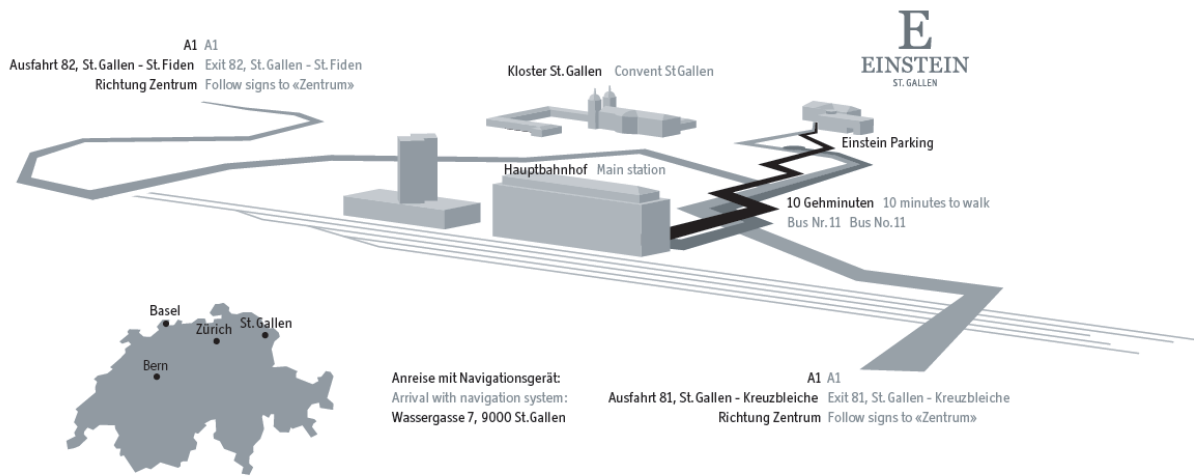 E
EINSTEIN
ST. GALLEN
A1 A1
Ausfahrt 82, St. Gallen - St. Fiden Exit 82, St. Gallen - St. Fiden
Richtung Zentrum Follow signs to «Zentrum»
Kloster St. Gallen Convent St Gallen
Einstein Parking
Hauptbahnhof Main station
10 Gehminuten 10 minutes to walk
Bus Nr. 11 Bus No. 11
Basel
Zürich
St. Gallen
Bern
Anreise mit Navigationsgerät:
Arrival with navigation system:
Wassergasse 7, 9000 St. Gallen
A1 A1
Ausfahrt 81, St. Gallen - Kreuzbleiche Exit 81, St. Gallen - Kreuzbleiche
Richtung Zentrum Follow signs to «Zentrum»